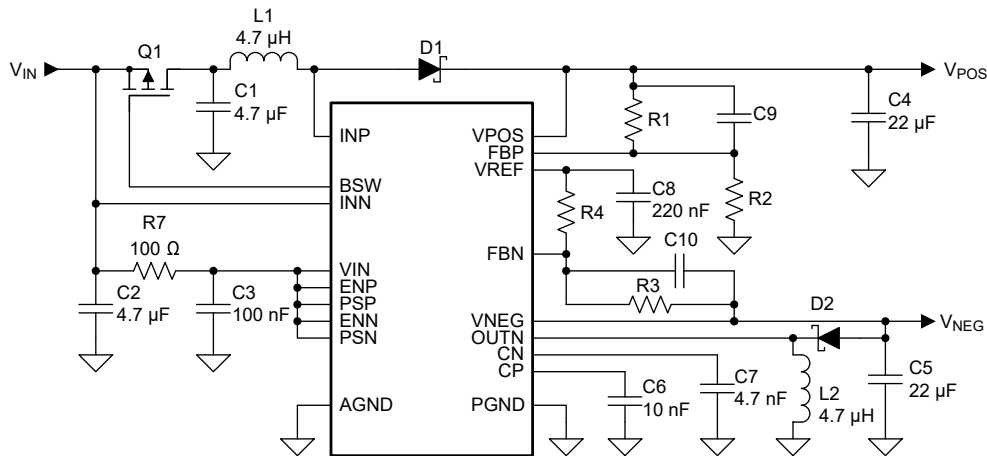 L1
4.7 µH
D1
Q1
V_IN
V_POS
C1
4.7 µF
R1
C9
C4
22 µF
INP
VPOS
FBP
VREF
BSW
INN
C8
220 nF
R2
R4
R7
100 Ω
C10
FBN
VIN
ENP
PSP
ENN
PSN
C2
4.7 µF
C3
100 nF
R3
D2
VNEG
V_NEG
OUTN
CN
CP
C6
10 nF
C7
4.7 nF
L2
4.7 µH
C5
22 µF
AGND
PGND